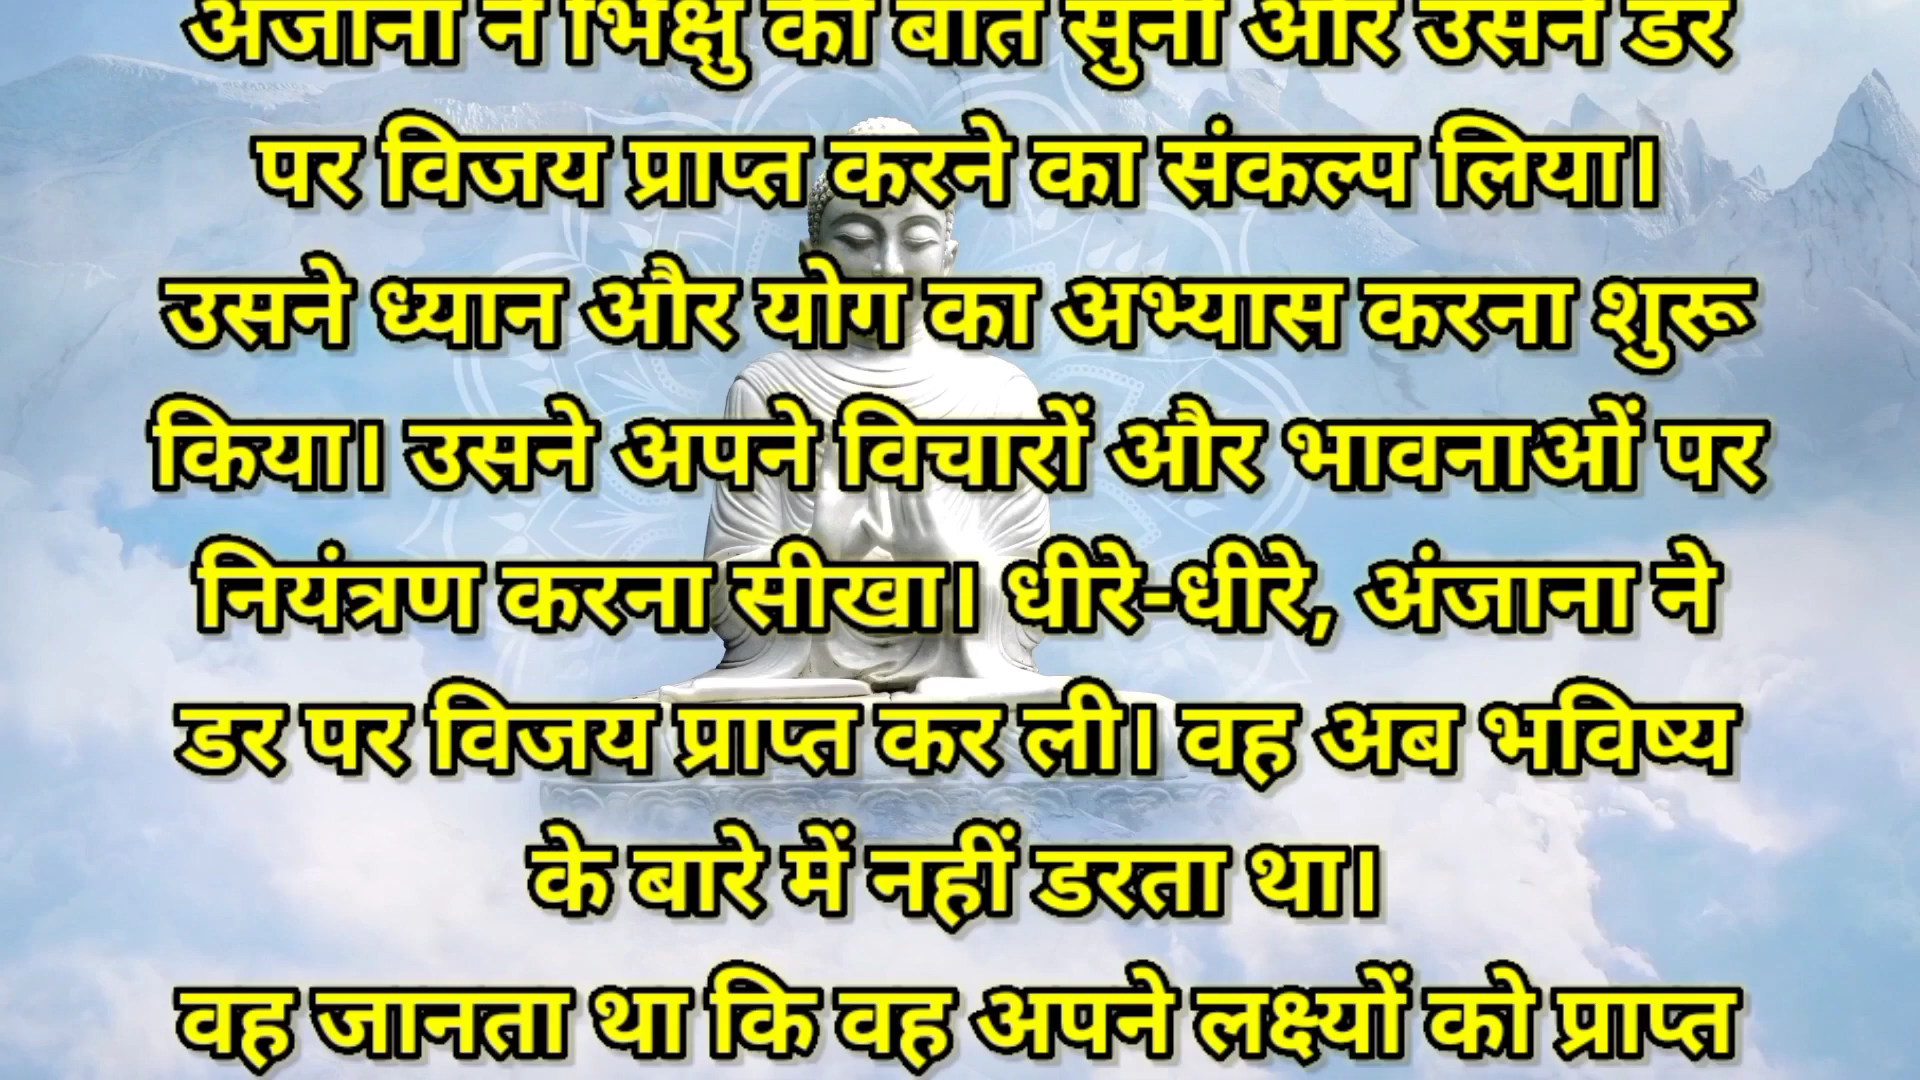 अंजाना ने भिक्षु की बात सुनी और उसने डर
पर विजय प्राप्त करने का संकल्प लिया।
उसने ध्यान और योग का अभ्यास करना शुरू
किया। उसने अपने विचारों और भावनाओं पर
नियंत्रण करना सीखा। धीरे-धीरे, अंजाना ने
डर पर विजय प्राप्त कर ली। वह अब भविष्य
के बारे में नहीं डरता था।
वह जानता था कि वह अपने लक्ष्यों को प्राप्त